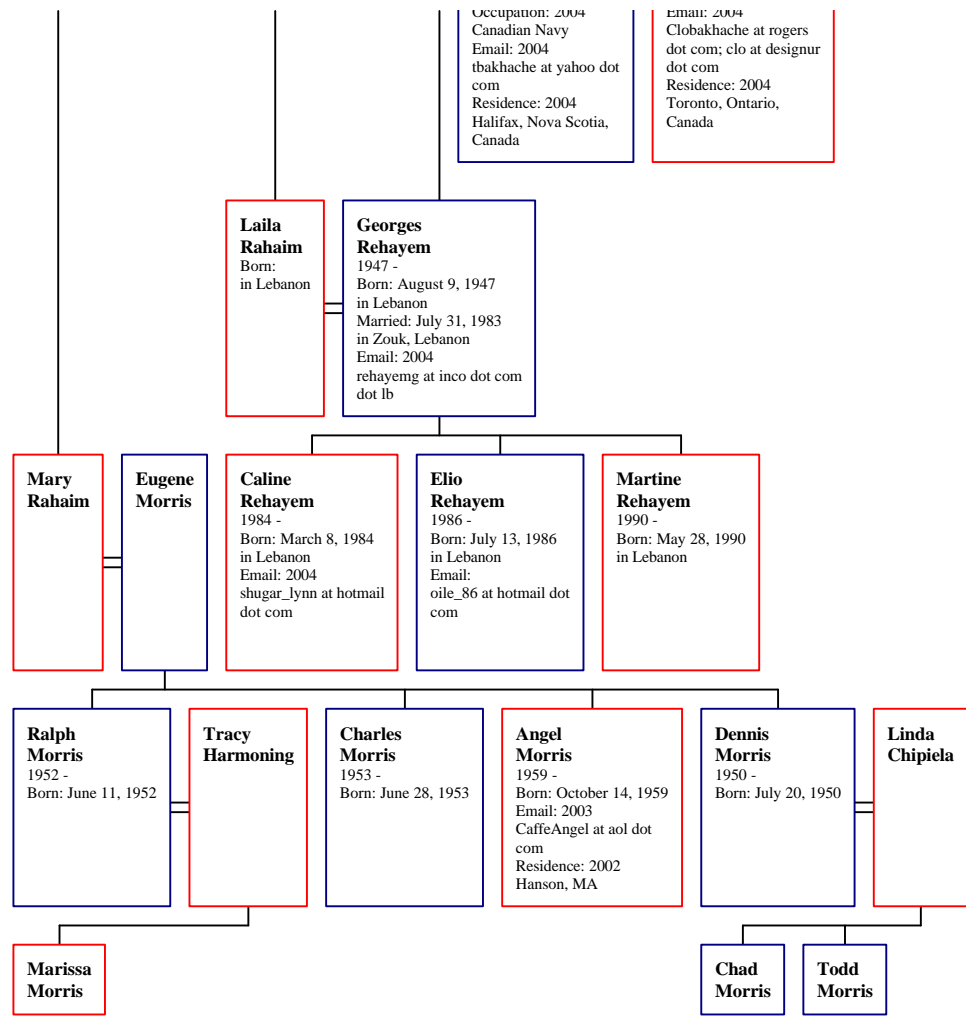 Occupation: 2004
Canadian Navy
Email: 2004
tbakhache at yahoo dot
com
Residence: 2004
Halifax, Nova Scotia,
Canada
Email: 2004
Clobakhache at rogers
dot com; clo at designur
dot com
Residence: 2004
Toronto, Ontario,
Canada
Laila
Rahaim
Born:
in Lebanon
Georges
Rehayem
1947 -
Born: August 9, 1947
in Lebanon
Married: July 31, 1983
in Zouk, Lebanon
Email: 2004
rehayemg at inco dot com
dot lb
Mary
Rahaim
Eugene
Morris
Caline
Rehayem
1984 -
Born: March 8, 1984
in Lebanon
Email: 2004
shugar_lynn at hotmail
dot com
Elio
Rehayem
1986 -
Born: July 13, 1986
in Lebanon
Email:
oile_86 at hotmail dot
com
Martine
Rehayem
1990 -
Born: May 28, 1990
in Lebanon
Ralph
Morris
1952 -
Born: June 11, 1952
Tracy
Harmoning
Charles
Morris
1953 -
Born: June 28, 1953
Angel
Morris
1959 -
Born: October 14, 1959
Email: 2003
CaffeAngel at aol dot
com
Residence: 2002
Hanson, MA
Dennis
Morris
1950 -
Born: July 20, 1950
Linda
Chipiela
Marissa
Morris
Chad
Morris
Todd
Morris